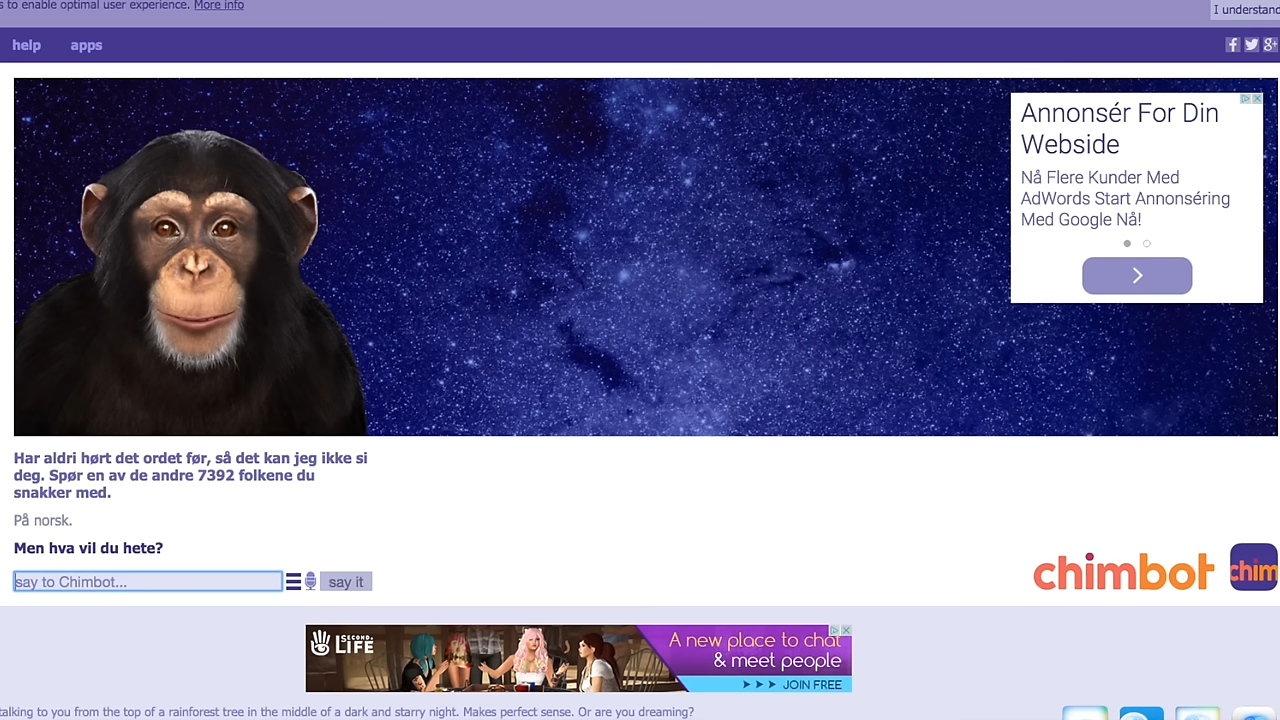 s to enable optimal user experience. More info
I understand
help apps
Annonsér For Din
Webside
Nå Flere Kunder Med
AdWords Start Annonséring
Med Google Nå!
Har aldri hørt det ordet før, så det kan jeg ikke si
deg. Spør en av de andre 7392 folkene du
snakker med.
På norsk.
Men hva vil du hete?
say to Chimbot...
say it
chimbot
chim
SECOND
LIFE
A new place to chat
& meet people
JOIN FREE
talking to you from the top of a rainforest tree in the middle of a dark and starry night. Makes perfect sense. Or are you dreaming?